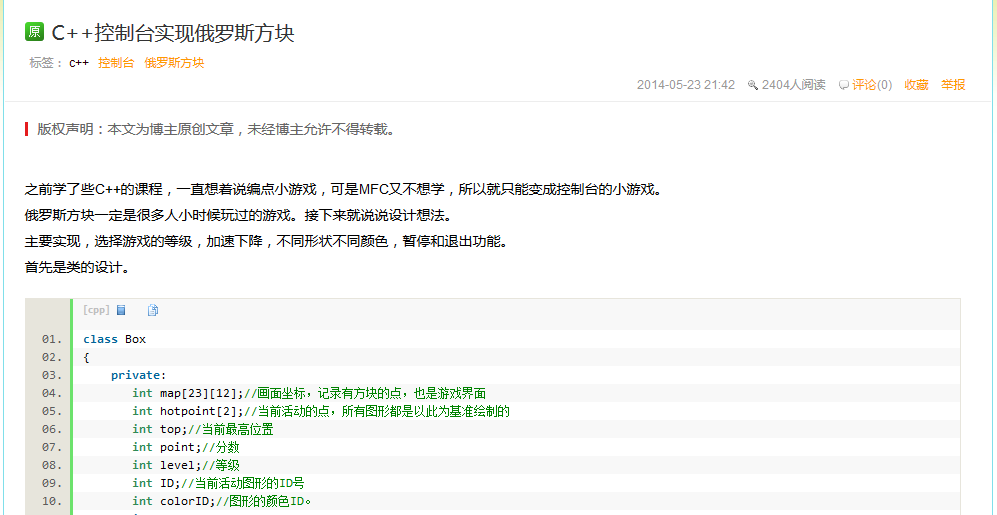 原 C++控制台实现俄罗斯方块
标签： c++ 控制台 俄罗斯方块
2014-05-23 21:42 2404人阅读 评论(0) 收藏 举报
版权声明：本文为博主原创文章，未经博主允许不得转载。
之前学了些C++的课程，一直想着说编点小游戏，可是MFC又不想学，所以就只能变成控制台的小游戏。
俄罗斯方块一定是很多人小时候玩过的游戏。接下来就说说设计想法。
主要实现，选择游戏的等级，加速下降，不同形状不同颜色，暂停和退出功能。
首先是类的设计。
[cpp]
01. class Box
02. {
03. private:
04. int map[23][12];//画面坐标，记录有方块的点，也是游戏界面
05. int hotpoint[2];//当前活动的点，所有图形都是以此为基准绘制的
06. int top;//当前最高位置
07. int point;//分数
08. int level;//等级
09. int ID;//当前活动图形的ID号
10. int colorID;//图形的颜色ID。